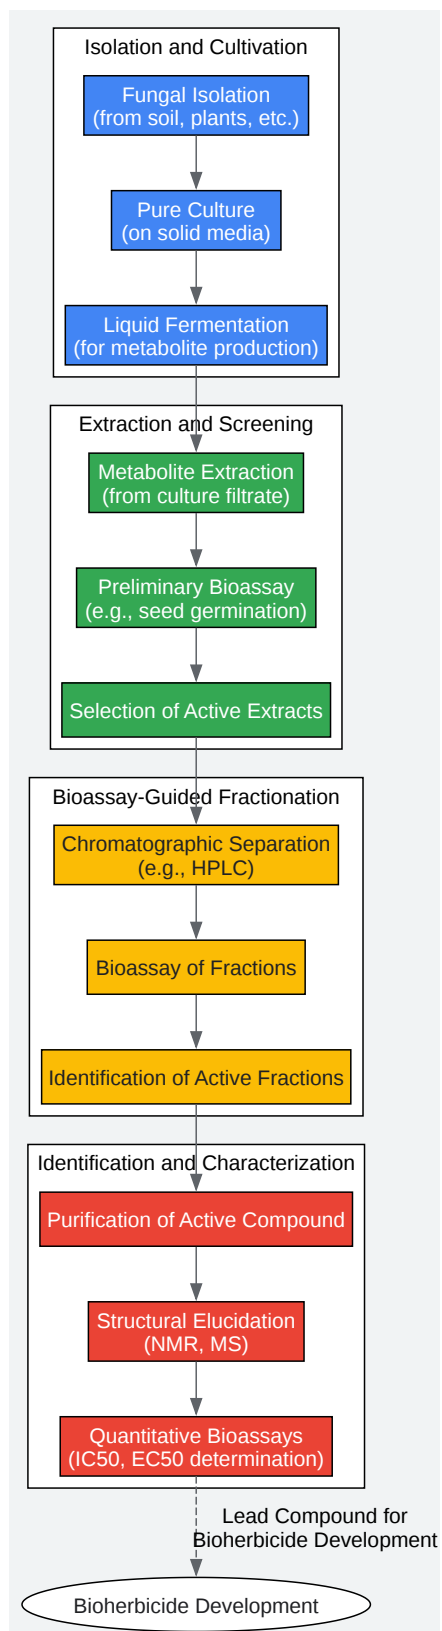 Isolation and Cultivation
Fungal Isolation
(from soil, plants, etc.)
Pure Culture
(on solid media)
Liquid Fermentation
(for metabolite production)
Extraction and Screening
Metabolite Extraction
(from culture filtrate)
Preliminary Bioassay
(e.g., seed germination)
Selection of Active Extracts
Bioassay-Guided Fractionation
Chromatographic Separation
(e.g., HPLC)
Bioassay of Fractions
Identification of Active Fractions
Identification and Characterization
Purification of Active Compound
Structural Elucidation
(NMR, MS)
Quantitative Bioassays
(IC50, EC50 determination)
Lead Compound for
Bioherbicide Development
Bioherbicide Development